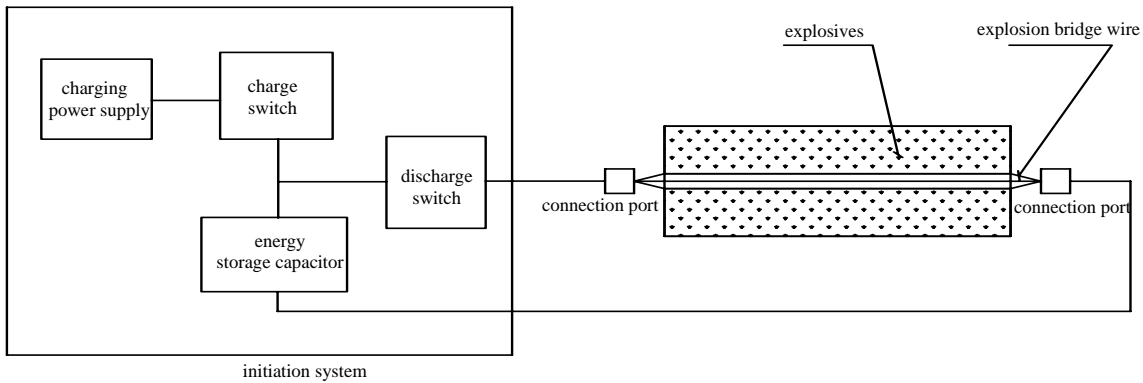 charging
power supply
charge
switch
discharge
switch
energy
storage capacitor
initiation system
explosives
explosion bridge wire
connection port
connection port